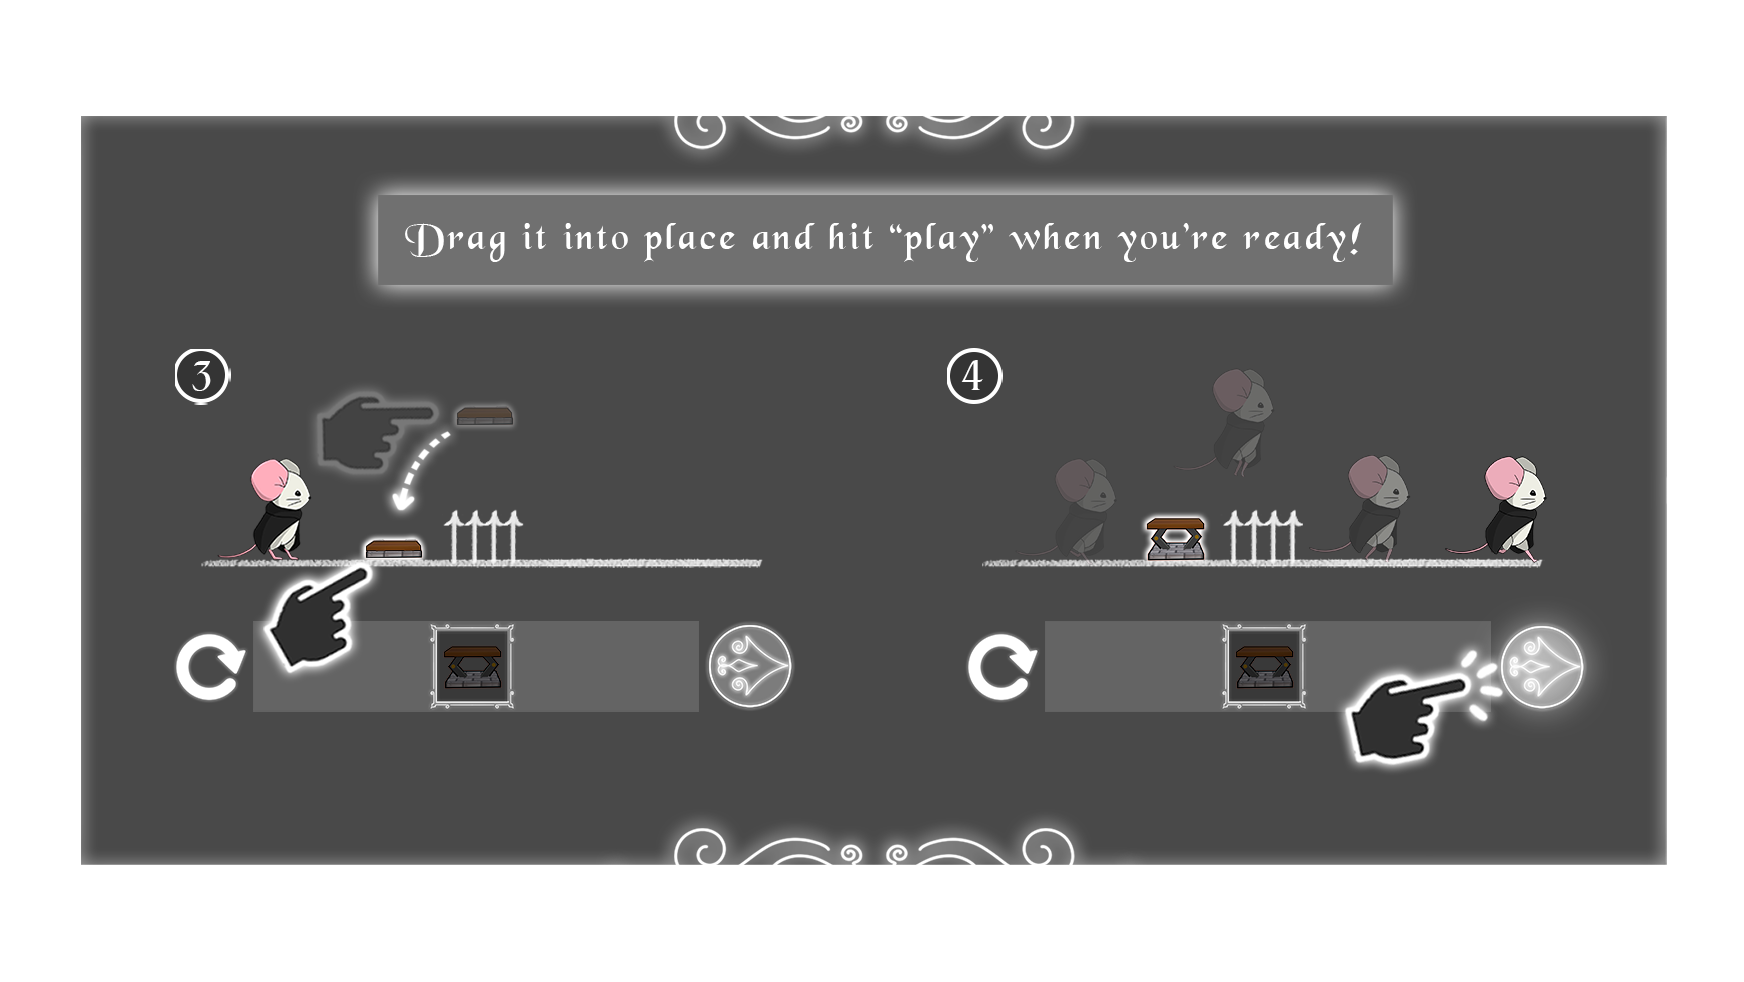 Drag it into place and hit “play” when you’re ready!
3
4